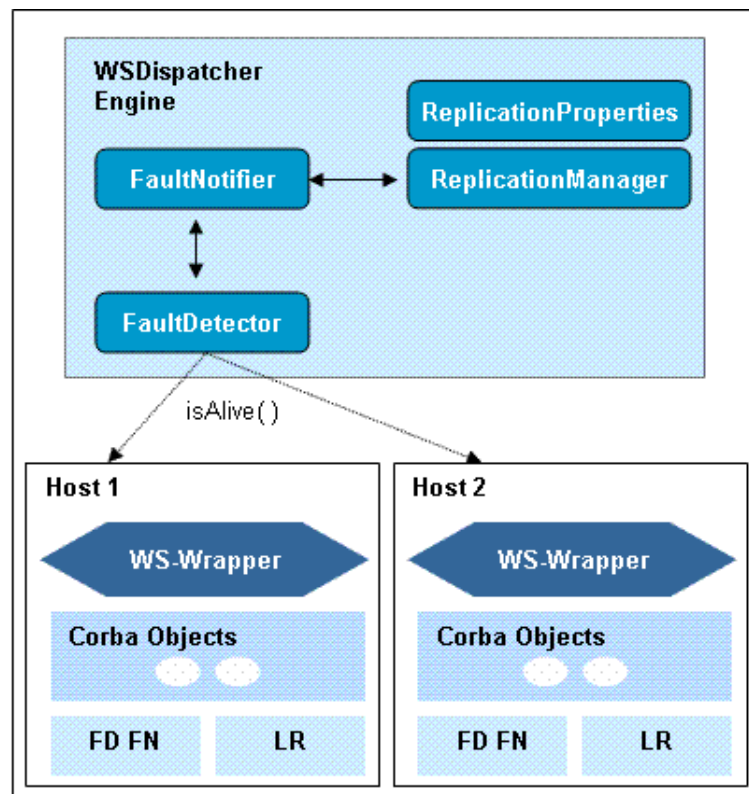 WSDispatcher
Engine
ReplicationProperties
FaultNotifier
ReplicationManager
FaultDetector
isAlive()
Host 1
WS-Wrapper
Corba Objects
FD FN
LR
Host 2
WS-Wrapper
Corba Objects
FD FN
LR